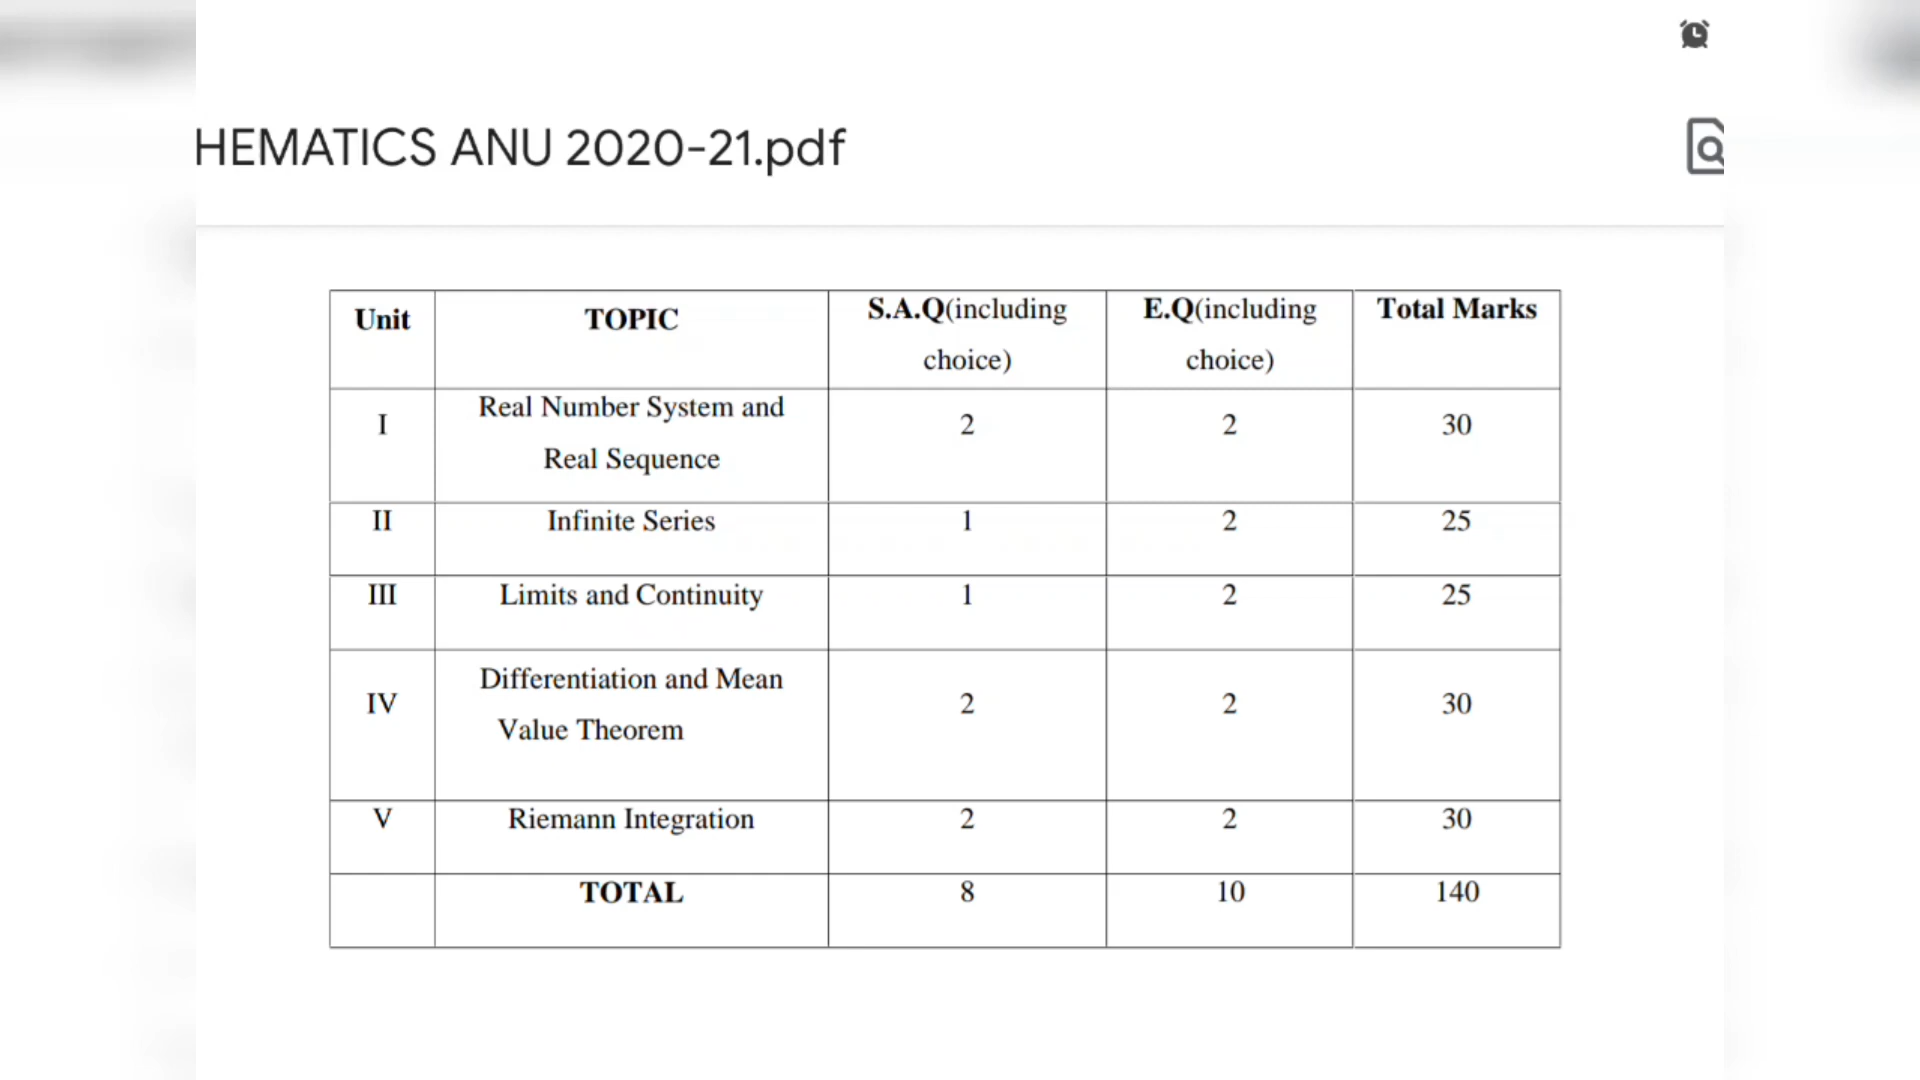 HEMATICS ANU 2020-21.pdf
Unit TOPIC S.A.Q(including choice) E.Q(including choice) Total Marks
I Real Number System and Real Sequence 2 2 30
II Infinite Series 1 2 25
III Limits and Continuity 1 2 25
IV Differentiation and Mean Value Theorem 2 2 30
V Riemann Integration 2 2 30
TOTAL 8 10 140